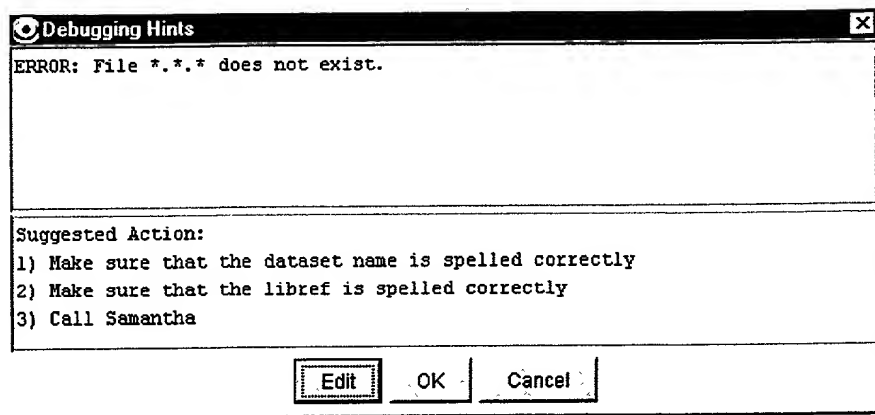 Debugging Hints
ERROR: File *.*.* does not exist.
Suggested Action:
1) Make sure that the dataset name is spelled correctly
2) Make sure that the libref is spelled correctly
3) Call Samantha
Edit OK Cancel